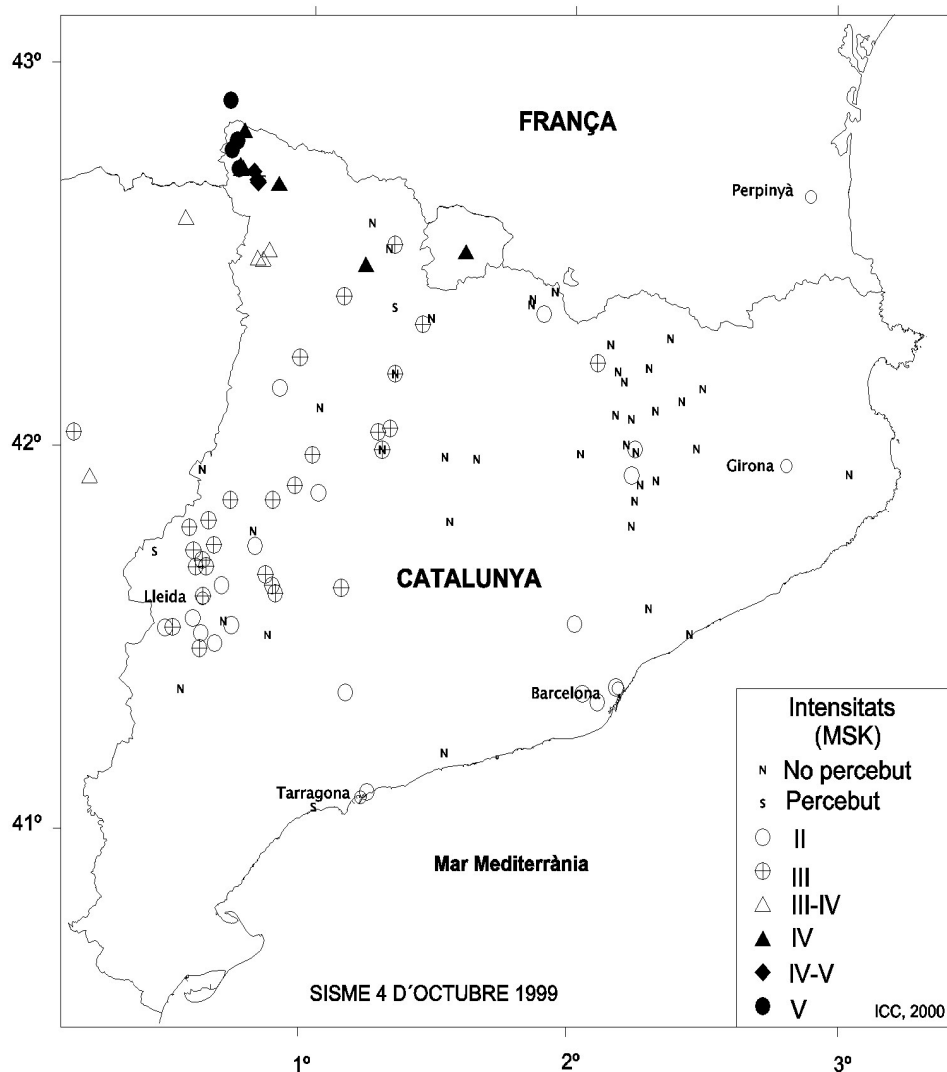 43º
FRANÇA
Perpinyà
42º
Girona
CATALUNYA
Lleida
Barcelona
Tarragona
41º
Mar Mediterrània
SISME 4 D´OCTUBRE 1999
Intensitats
(MSK)
N No percebut
S Percebut
II
III
III-IV
IV
IV-V
V
ICC, 2000
1º 2º 3º